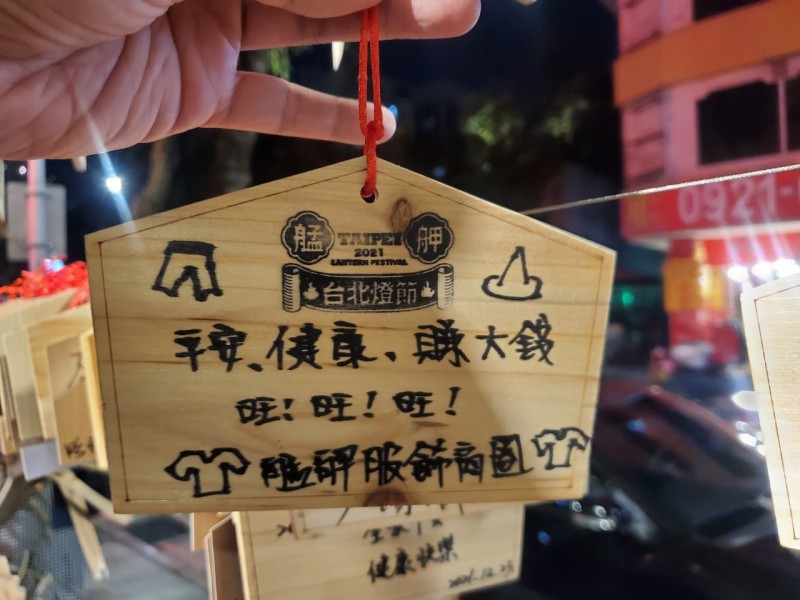 艋 TAIPEI 舺
2021
LANTERN FESTIVAL
台北燈節
平安、健康、賺大錢
旺!旺!旺!
艋舺服飾商圈
健康快樂
0921-